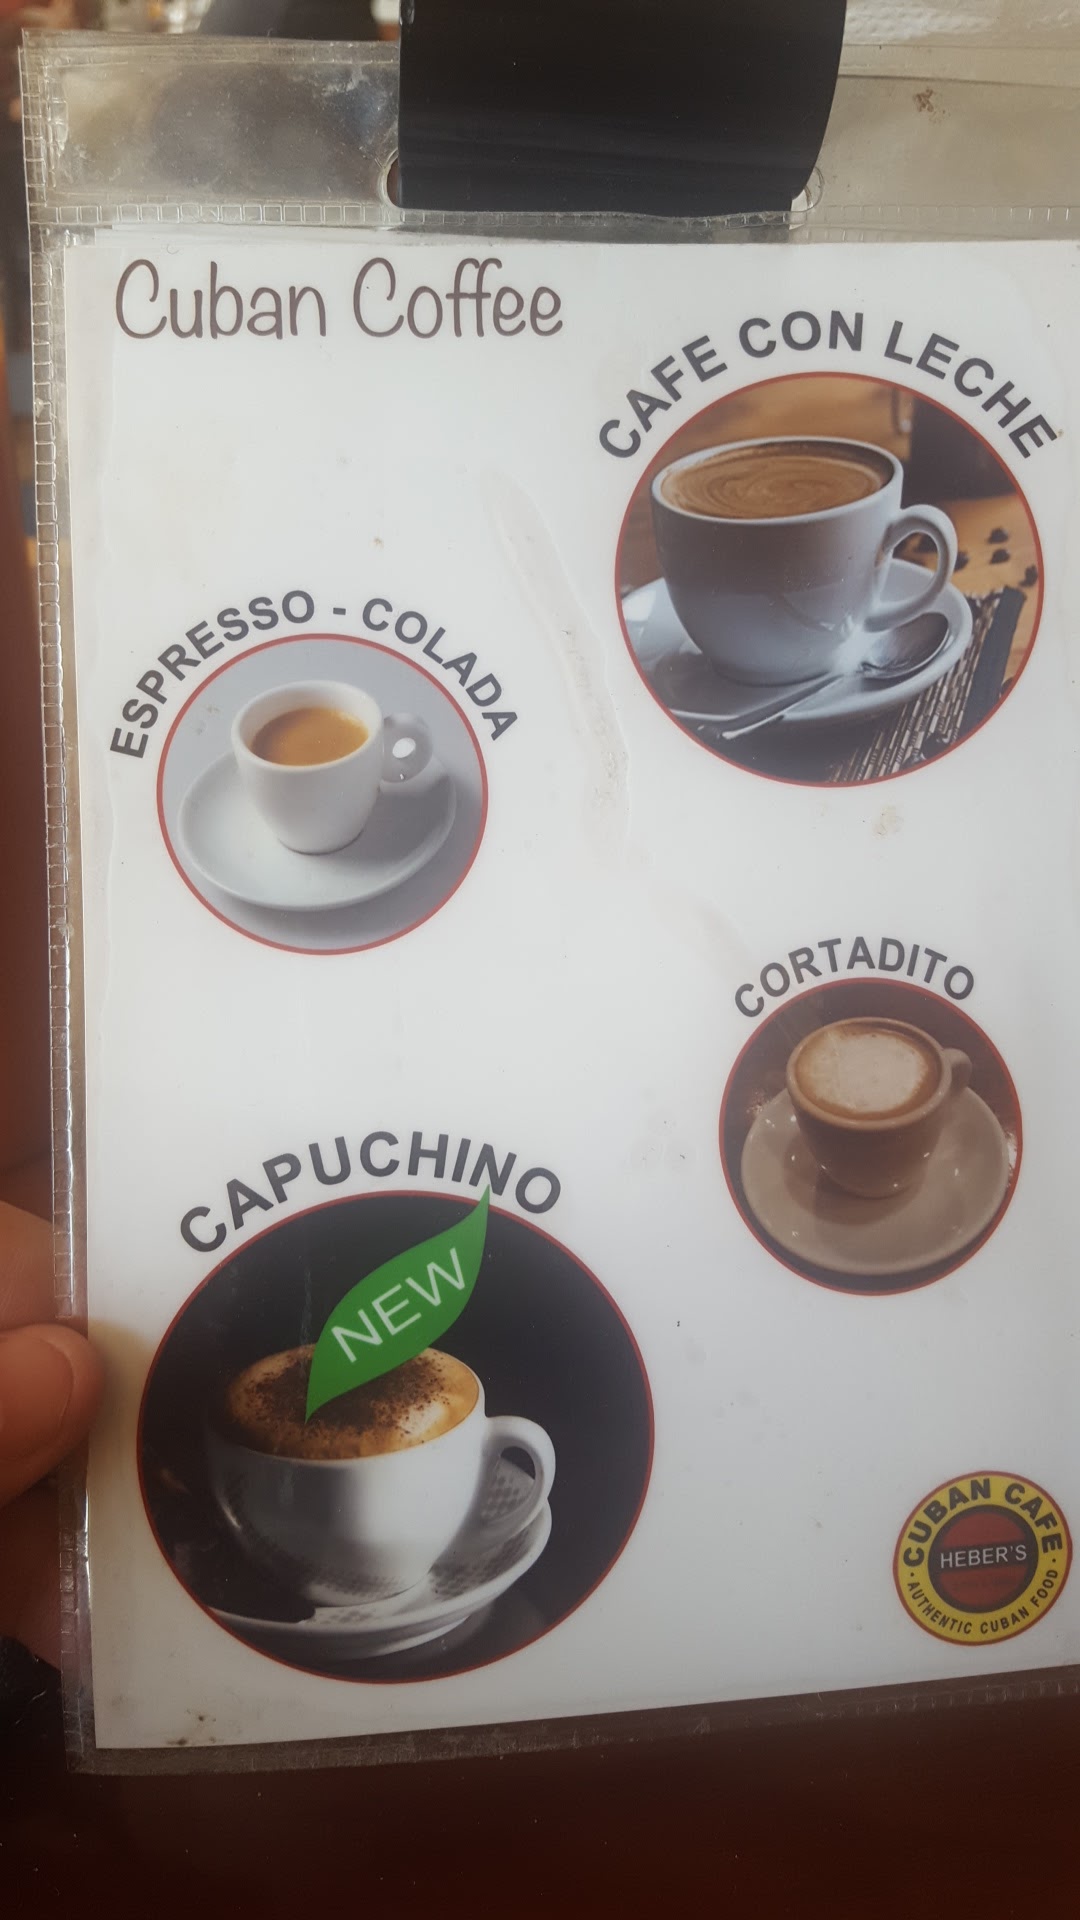 Cuban Coffee
CAFE CON LECHE
ESPRESSO - COLADA
CORTADITO
CAPUCHINO
NEW
CUBAN CAFE
HEBER'S
· AUTHENTIC CUBAN FOOD ·